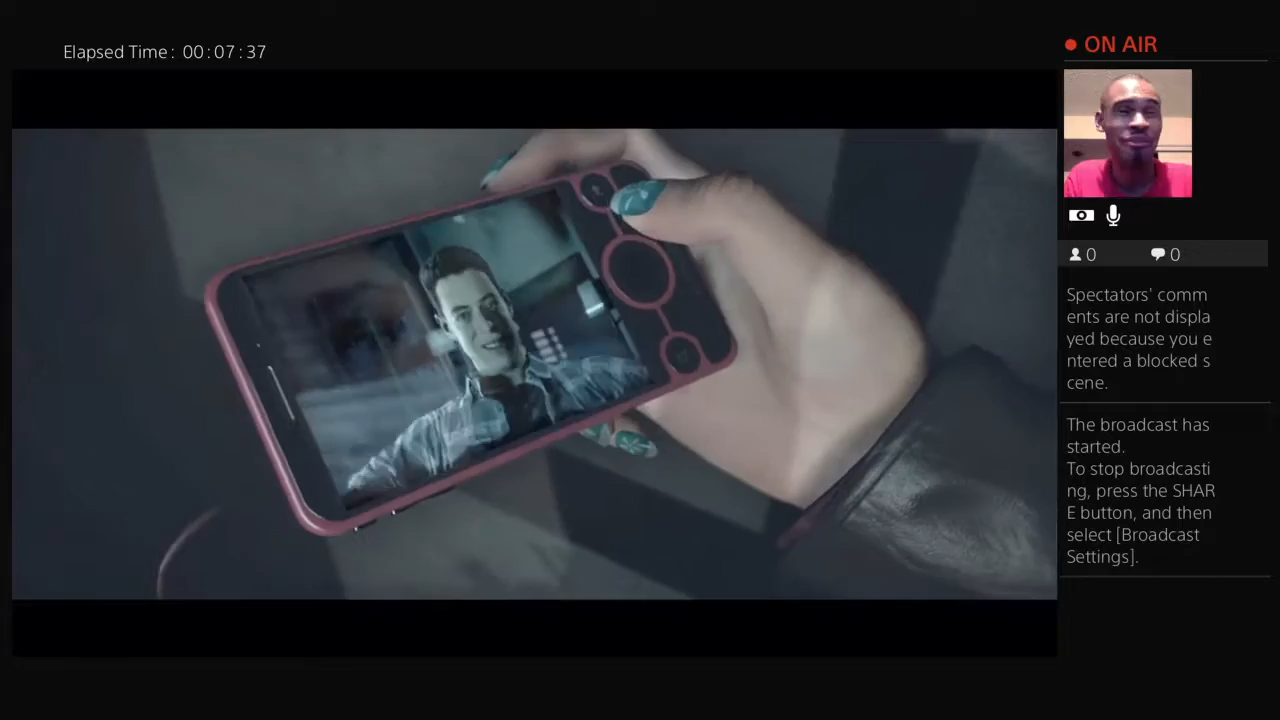 Elapsed Time: 00:07:37
ON AIR
0
0
Spectators' comm
ents are not displa
yed because you e
ntered a blocked s
cene.
The broadcast has
started.
To stop broadcasti
ng, press the SHAR
E button, and then
select [Broadcast
Settings].